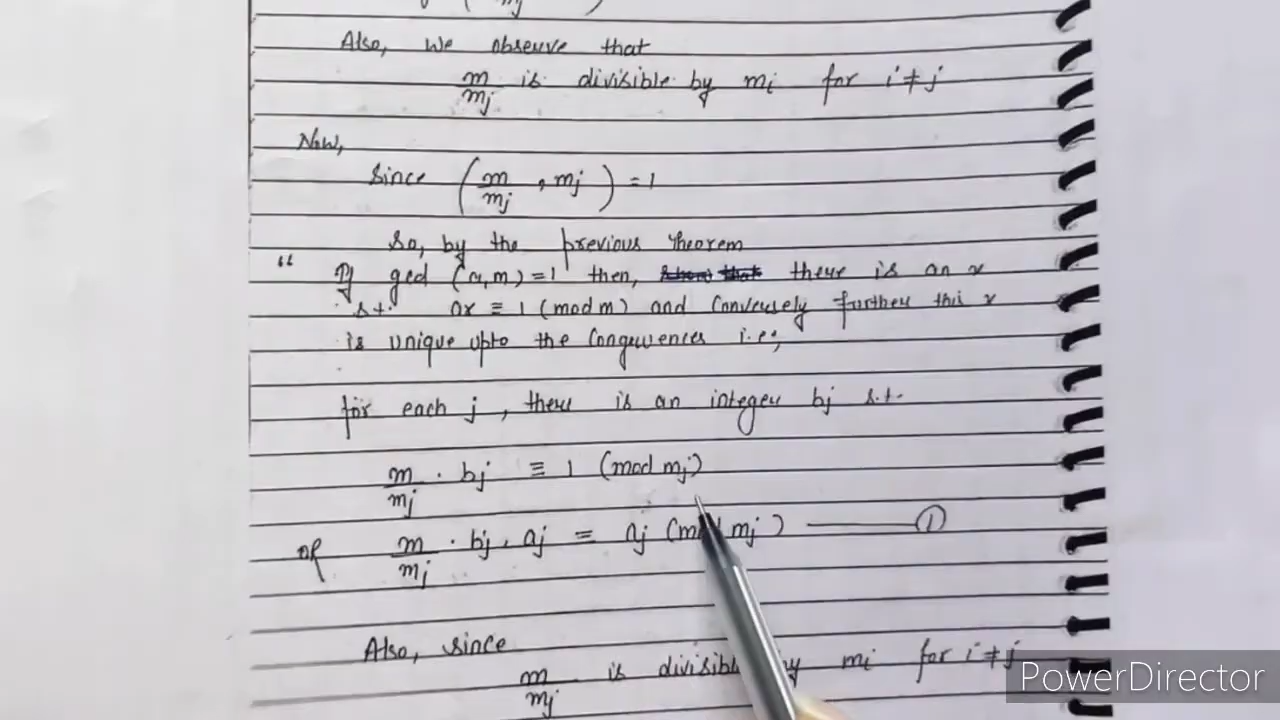 Also, we observe that
m/mj is divisible by mi for i ≠ j
Now,
Since (m/mj , mj) = 1
So, by the previous theorem
“ If gcd (a, m) = 1 then, there is an x
s.t. ax ≡ 1 (mod m) and Conversely further this x
is unique upto the Congruences i.e;
for each j, there is an integer bj s.t.
m/mj · bj ≡ 1 (mod mj)
or m/mj · bj · aj ≡ aj (mod mj) —— ①
Also, since
m/mj is divisible by mi for i ≠ j
PowerDirector